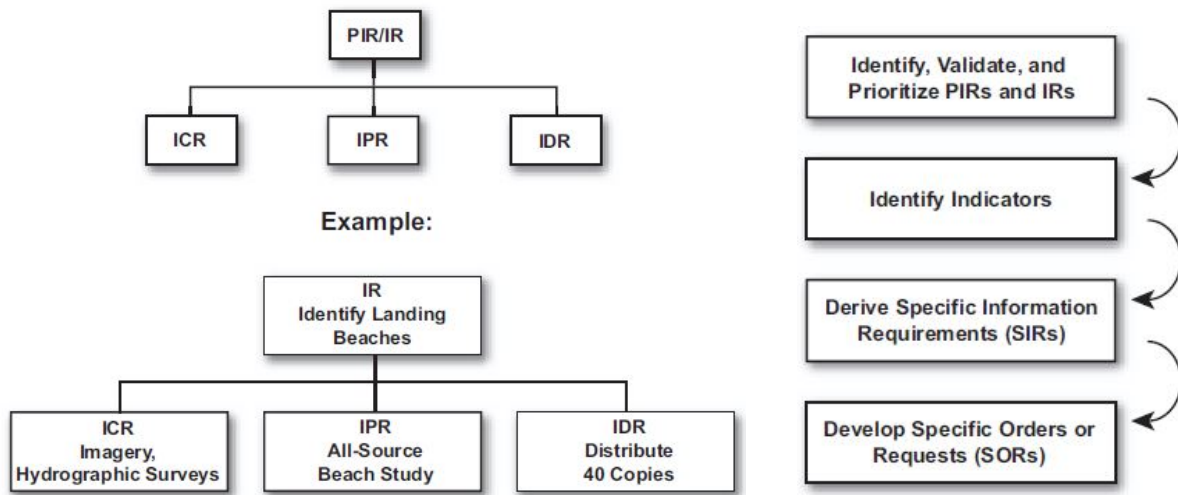 PIR/IR
ICR
IPR
IDR
Example:
IR
Identify Landing
Beaches
ICR
Imagery,
Hydrographic Surveys
IPR
All-Source
Beach Study
IDR
Distribute
40 Copies
Identify, Validate, and
Prioritize PIRs and IRs
Identify Indicators
Derive Specific Information
Requirements (SIRs)
Develop Specific Orders or
Requests (SORs)